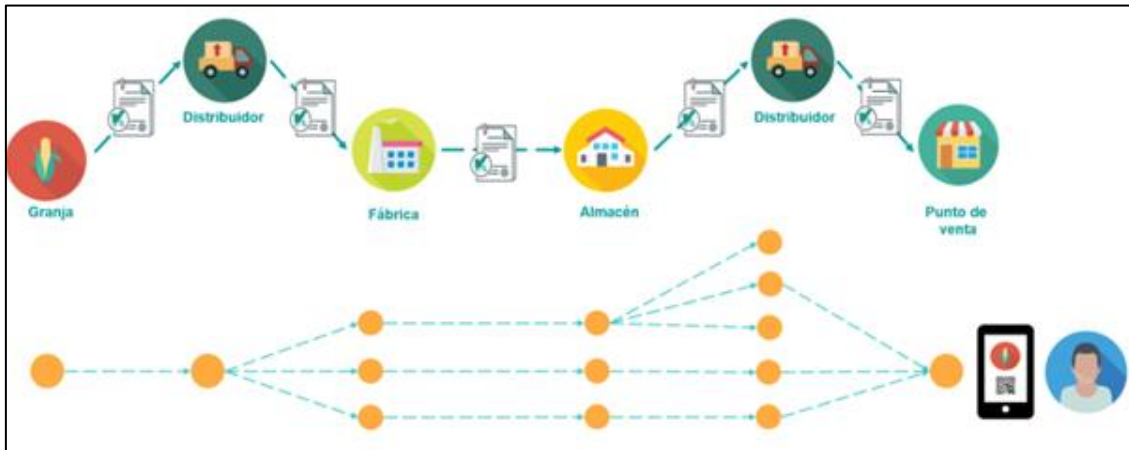 Distribuidor
Distribuidor
Granja
Fábrica
Almacén
Punto de
venta